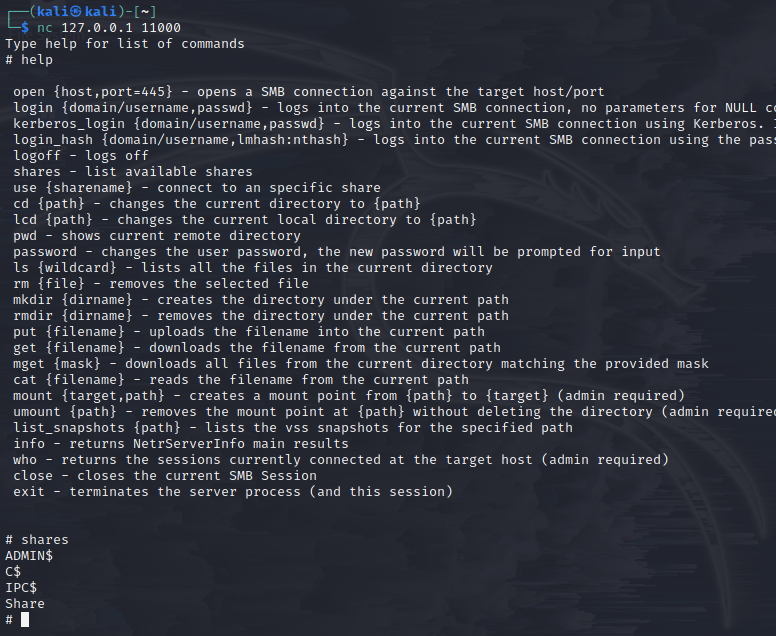 ┌──(kali㉿kali)-[~]
└─$ nc 127.0.0.1 11000
Type help for list of commands
# help
open {host,port=445} - opens a SMB connection against the target host/port
login {domain/username,passwd} - logs into the current SMB connection, no parameters for NULL co
kerberos_login {domain/username,passwd} - logs into the current SMB connection using Kerberos. I
login_hash {domain/username,lmhash:nthash} - logs into the current SMB connection using the pass
logoff - logs off
shares - list available shares
use {sharename} - connect to an specific share
cd {path} - changes the current directory to {path}
lcd {path} - changes the current local directory to {path}
pwd - shows current remote directory
password - changes the user password, the new password will be prompted for input
ls {wildcard} - lists all the files in the current directory
rm {file} - removes the selected file
mkdir {dirname} - creates the directory under the current path
rmdir {dirname} - removes the directory under the current path
put {filename} - uploads the filename into the current path
get {filename} - downloads the filename from the current path
mget {mask} - downloads all files from the current directory matching the provided mask
cat {filename} - reads the filename from the current path
mount {target,path} - creates a mount point from {path} to {target} (admin required)
umount {path} - removes the mount point at {path} without deleting the directory (admin require
list_snapshots {path} - lists the vss snapshots for the specified path
info - returns NetrServerInfo main results
who - returns the sessions currently connected at the target host (admin required)
close - closes the current SMB Session
exit - terminates the server process (and this session)
# shares
ADMIN$
C$
IPC$
Share
#